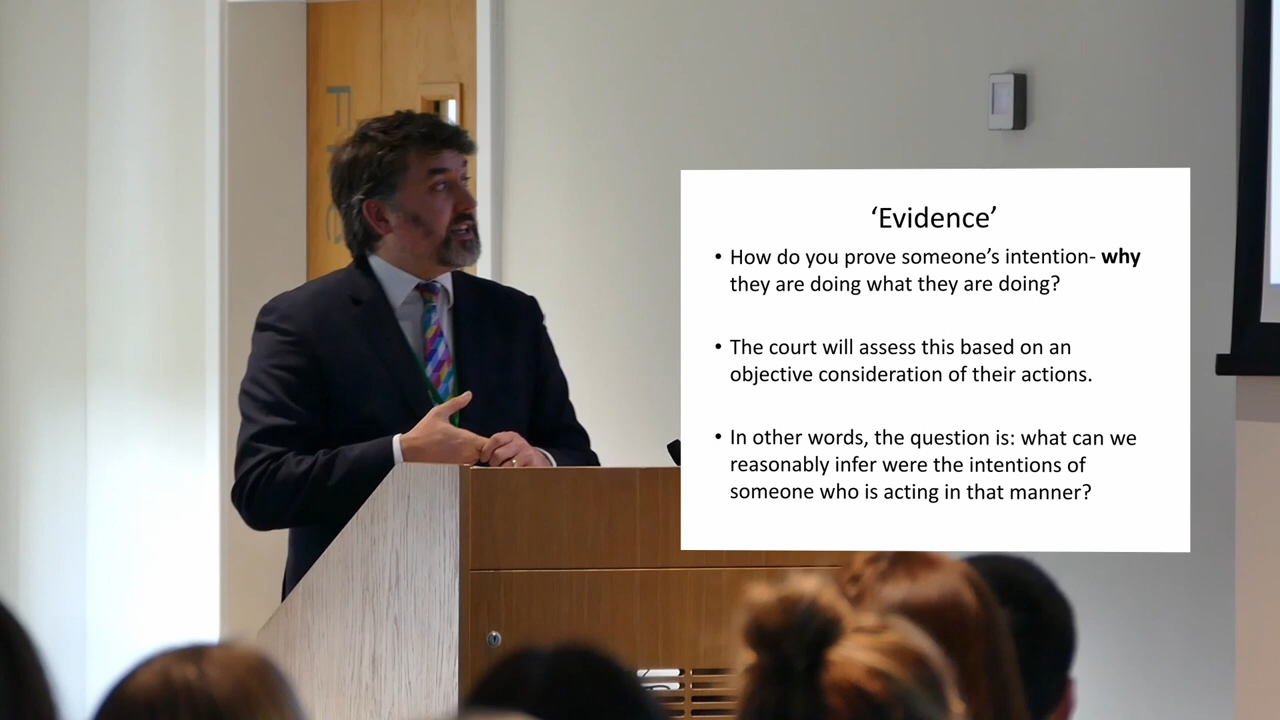 ‘Evidence’
• How do you prove someone’s intention- why
they are doing what they are doing?
• The court will assess this based on an
objective consideration of their actions.
• In other words, the question is: what can we
reasonably infer were the intentions of
someone who is acting in that manner?